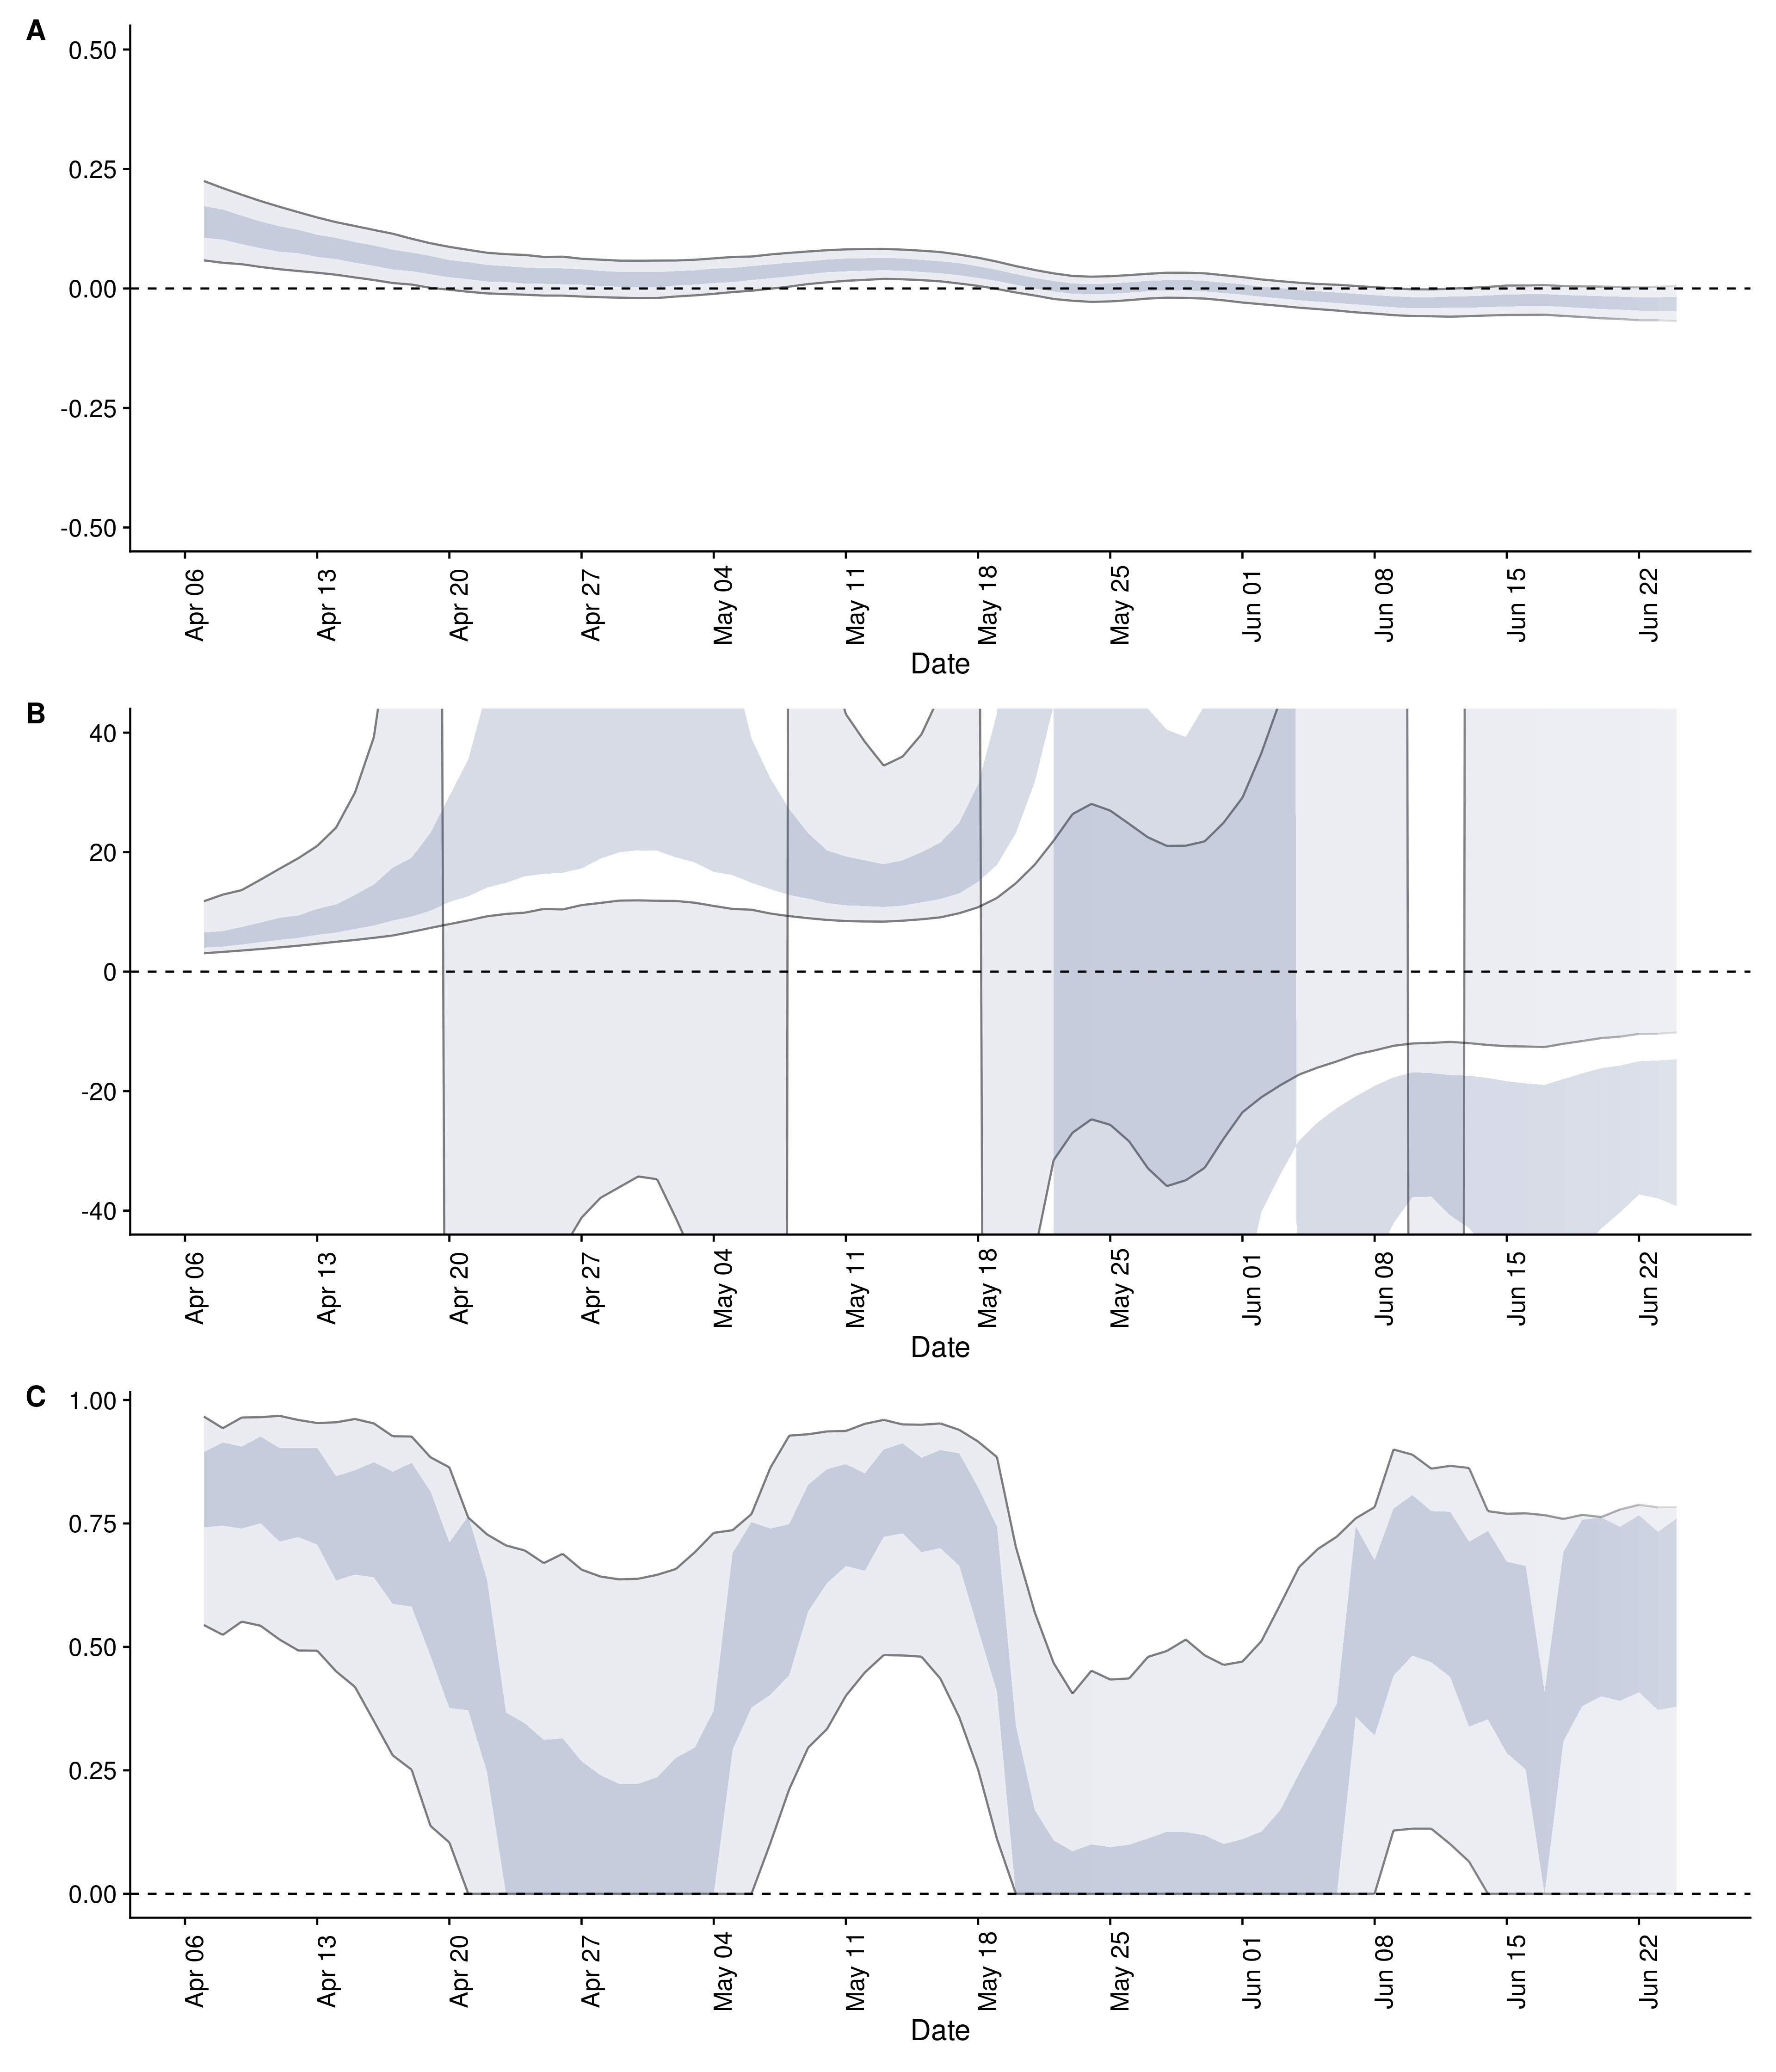 A
0.50
0.25
0.00
-0.25
-0.50
Apr 06
Apr 13
Apr 20
Apr 27
May 04
May 11
May 18
May 25
Jun 01
Jun 08
Jun 15
Jun 22
Date
B
40
20
0
-20
-40
Apr 06
Apr 13
Apr 20
Apr 27
May 04
May 11
May 18
May 25
Jun 01
Jun 08
Jun 15
Jun 22
Date
C
1.00
0.75
0.50
0.25
0.00
Apr 06
Apr 13
Apr 20
Apr 27
May 04
May 11
May 18
May 25
Jun 01
Jun 08
Jun 15
Jun 22
Date